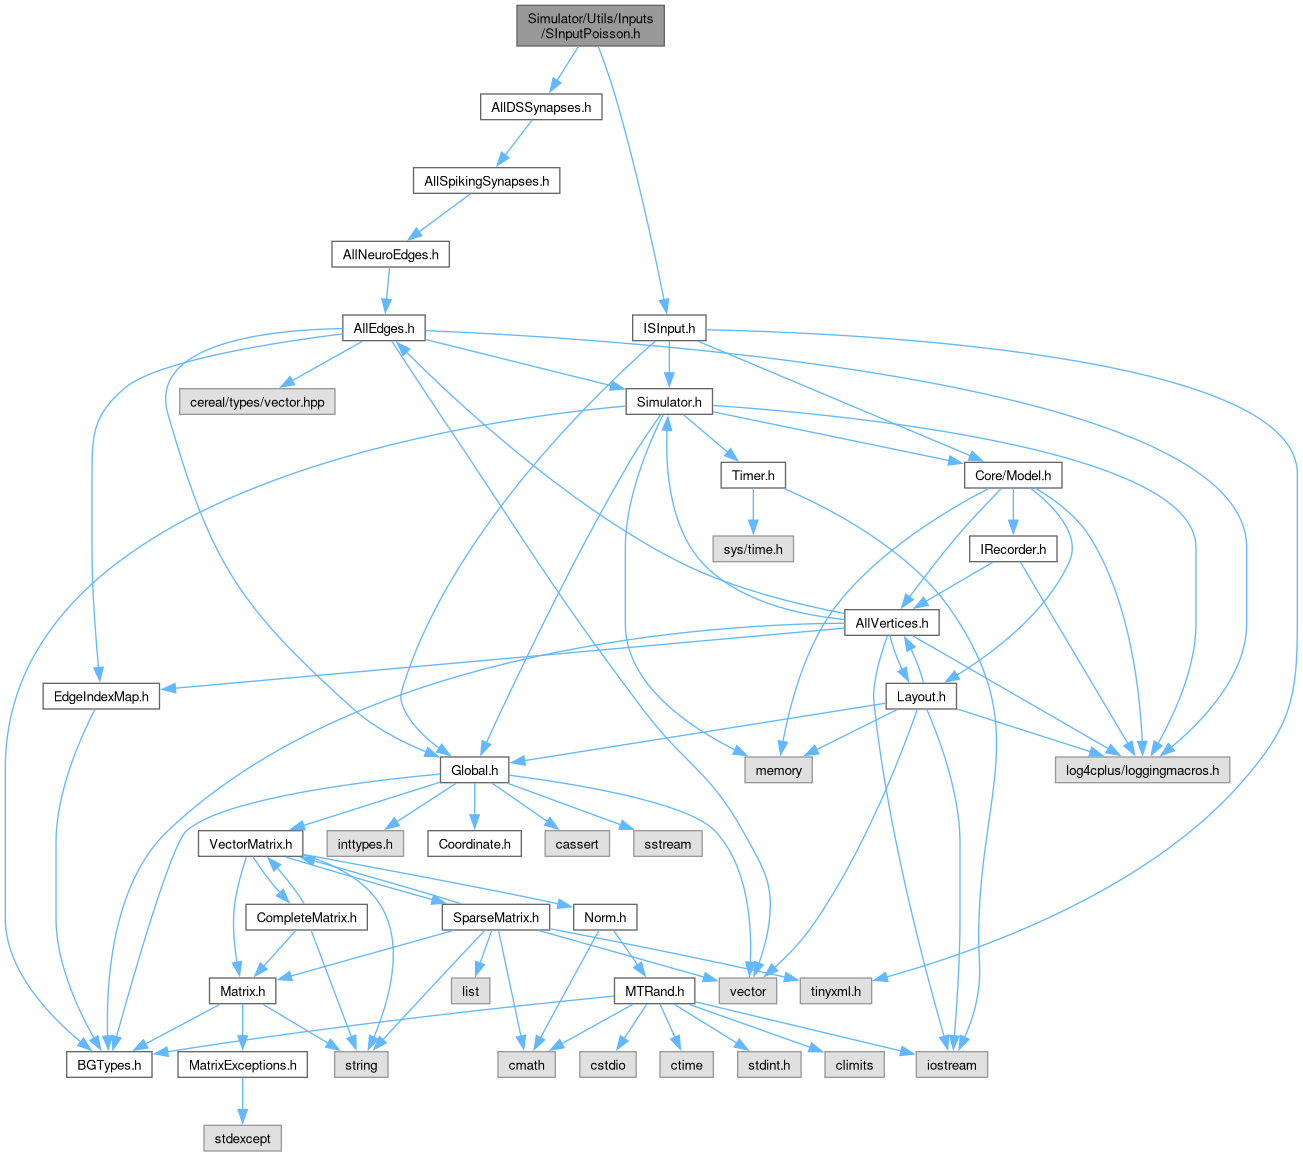 Simulator/Utils/Inputs
/SInputPoisson.h
AllDSSynapses.h
AllSpikingSynapses.h
AllNeuroEdges.h
AllEdges.h
ISInput.h
cereal/types/vector.hpp
Simulator.h
Timer.h
Core/Model.h
sys/time.h
IRecorder.h
AllVertices.h
EdgeIndexMap.h
Layout.h
Global.h
memory
log4cplus/loggingmacros.h
VectorMatrix.h
inttypes.h
Coordinate.h
cassert
sstream
CompleteMatrix.h
SparseMatrix.h
Norm.h
Matrix.h
list
MTRand.h
vector
tinyxml.h
BGTypes.h
MatrixExceptions.h
string
cmath
cstdio
ctime
stdint.h
climits
iostream
stdexcept